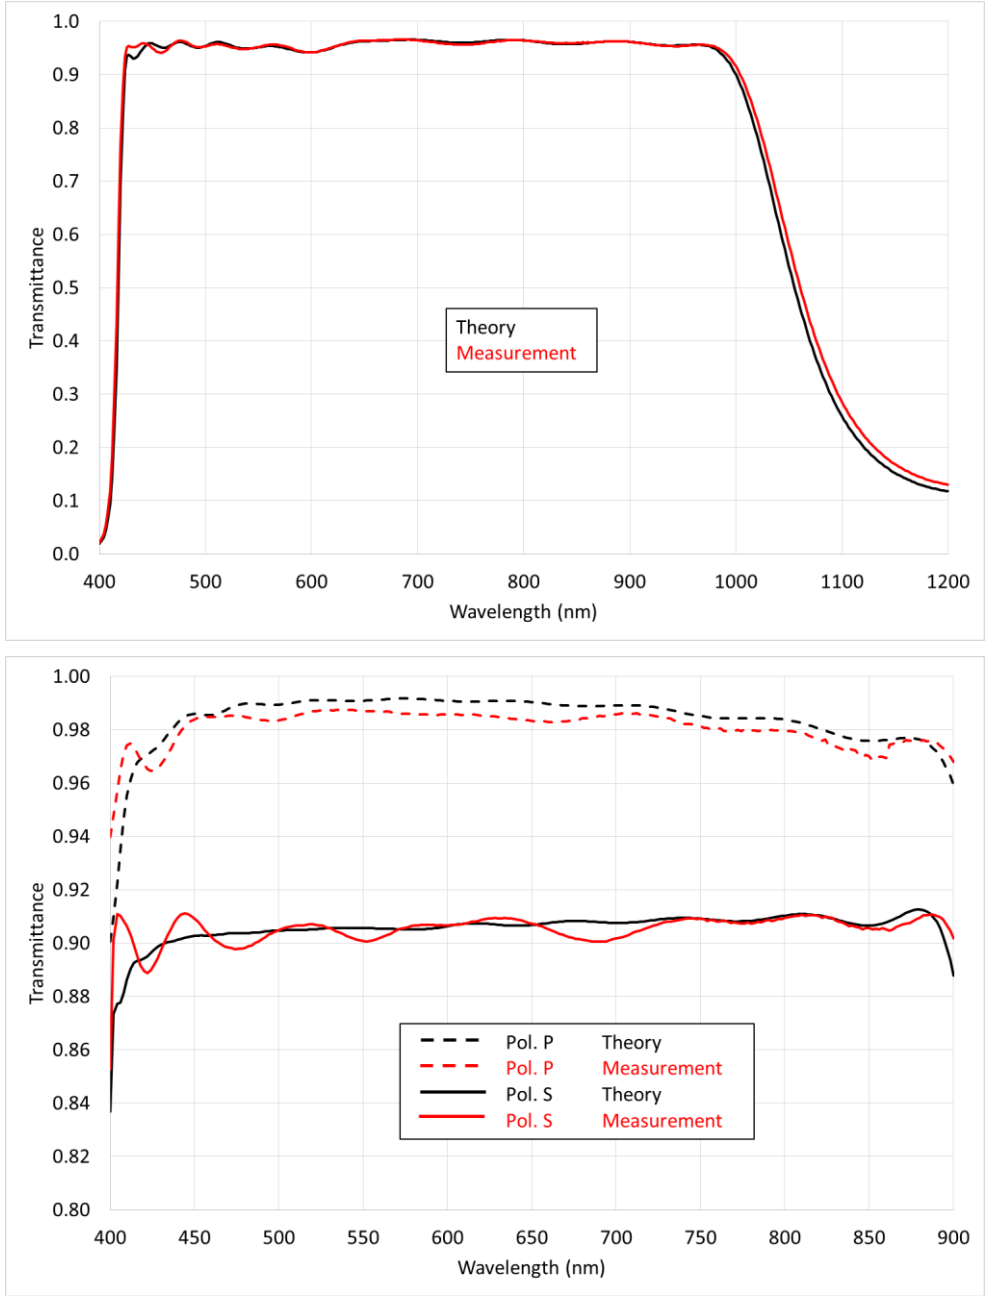 1.0
0.9
0.8
0.7
0.6
0.5
0.4
0.3
0.2
0.1
0.0
Transmittance
Theory
Measurement
400 500 600 700 800 900 1000 1100 1200
Wavelength (nm)
1.00
0.98
0.96
0.94
0.92
0.90
0.88
0.86
0.84
0.82
0.80
Transmittance
Pol. P Theory
Pol. P Measurement
Pol. S Theory
Pol. S Measurement
400 450 500 550 600 650 700 750 800 850 900
Wavelength (nm)